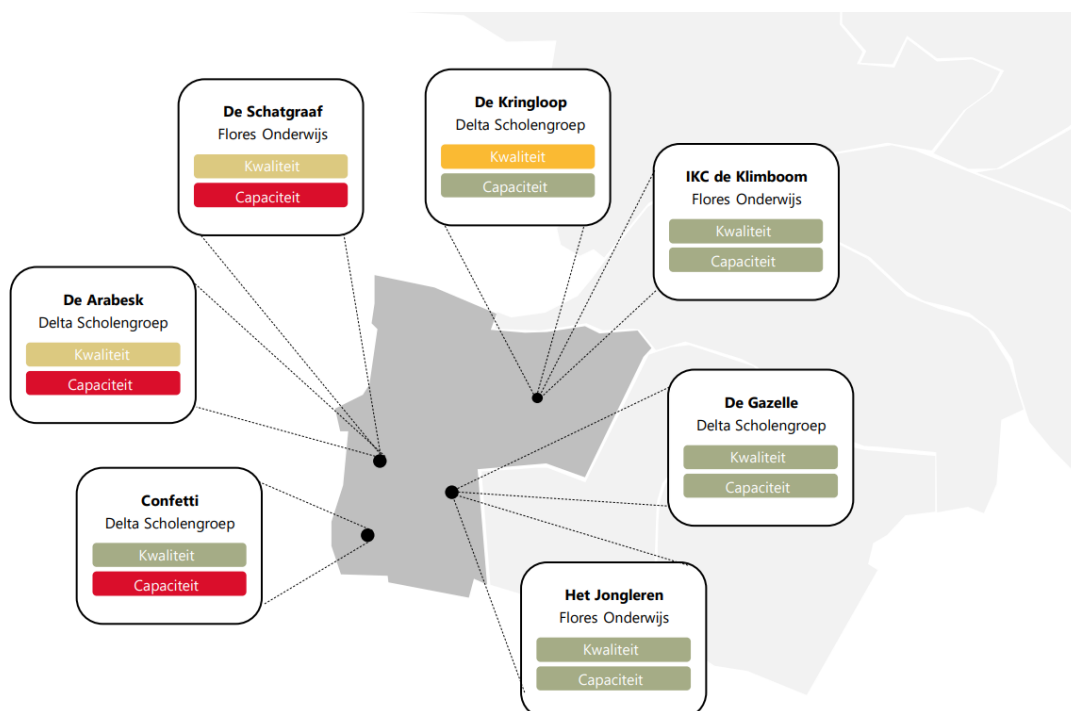 De Schatgraaf
Flores Onderwijs
Kwaliteit
Capaciteit
De Kringloop
Delta Scholengroep
Kwaliteit
Capaciteit
IKC de Klimboom
Flores Onderwijs
Kwaliteit
Capaciteit
De Arabesk
Delta Scholengroep
Kwaliteit
Capaciteit
De Gazelle
Delta Scholengroep
Kwaliteit
Capaciteit
Confetti
Delta Scholengroep
Kwaliteit
Capaciteit
Het Jongleren
Flores Onderwijs
Kwaliteit
Capaciteit